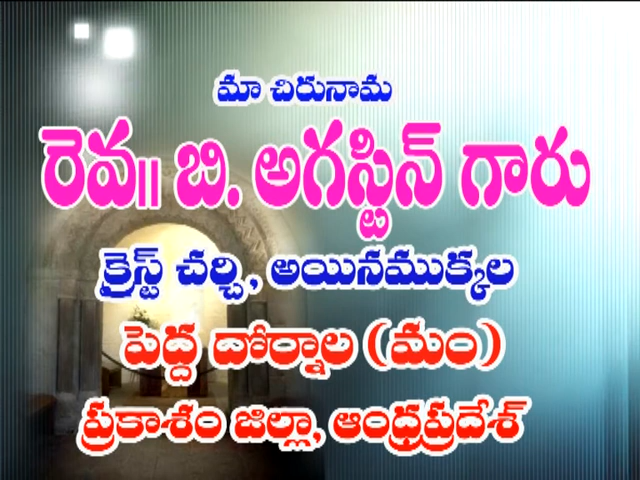 మా చిరునామ
రెవ॥ బి. అగస్టిన్ గారు
క్రైస్ట్ చర్చి, అయినముక్కల
పెద్ద దోర్నాల (మం)
ప్రకాశం జిల్లా, ఆంధ్రప్రదేశ్